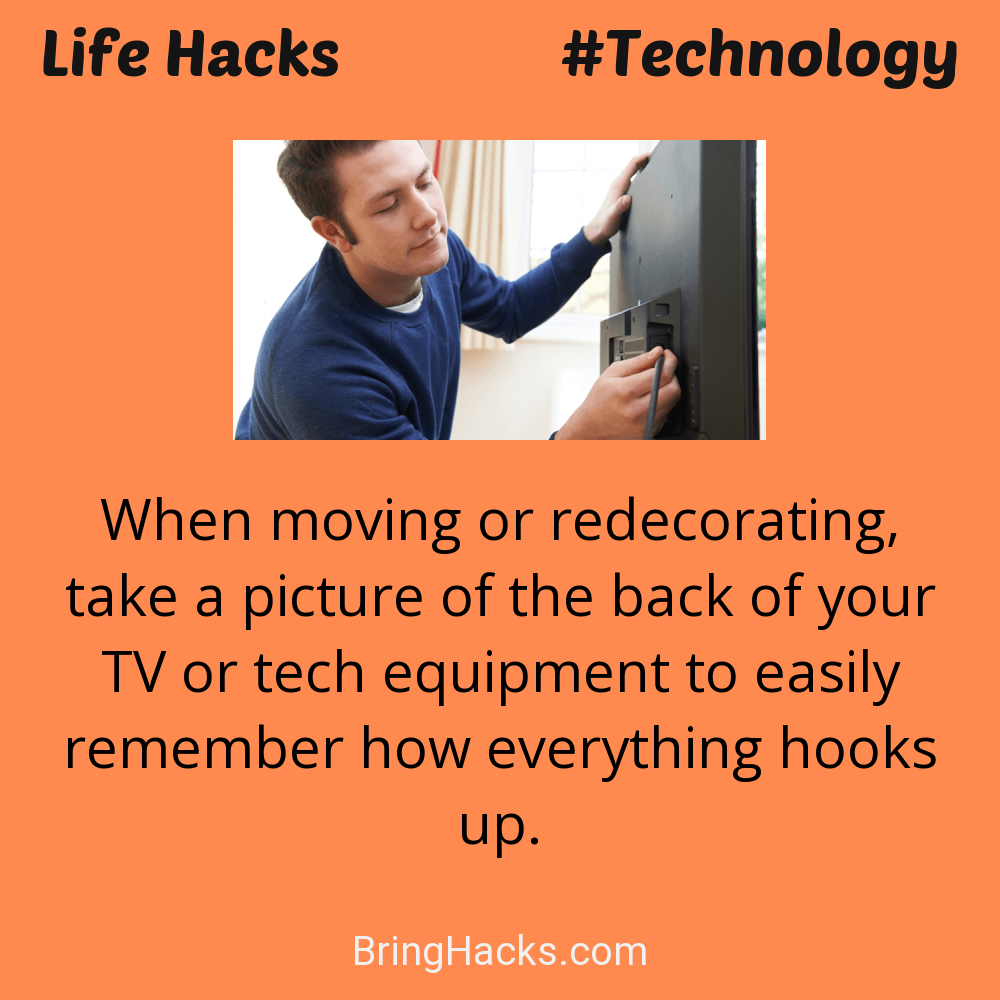 Life Hacks #Technology
When moving or redecorating,
take a picture of the back of your
TV or tech equipment to easily
remember how everything hooks
up.
BringHacks.com